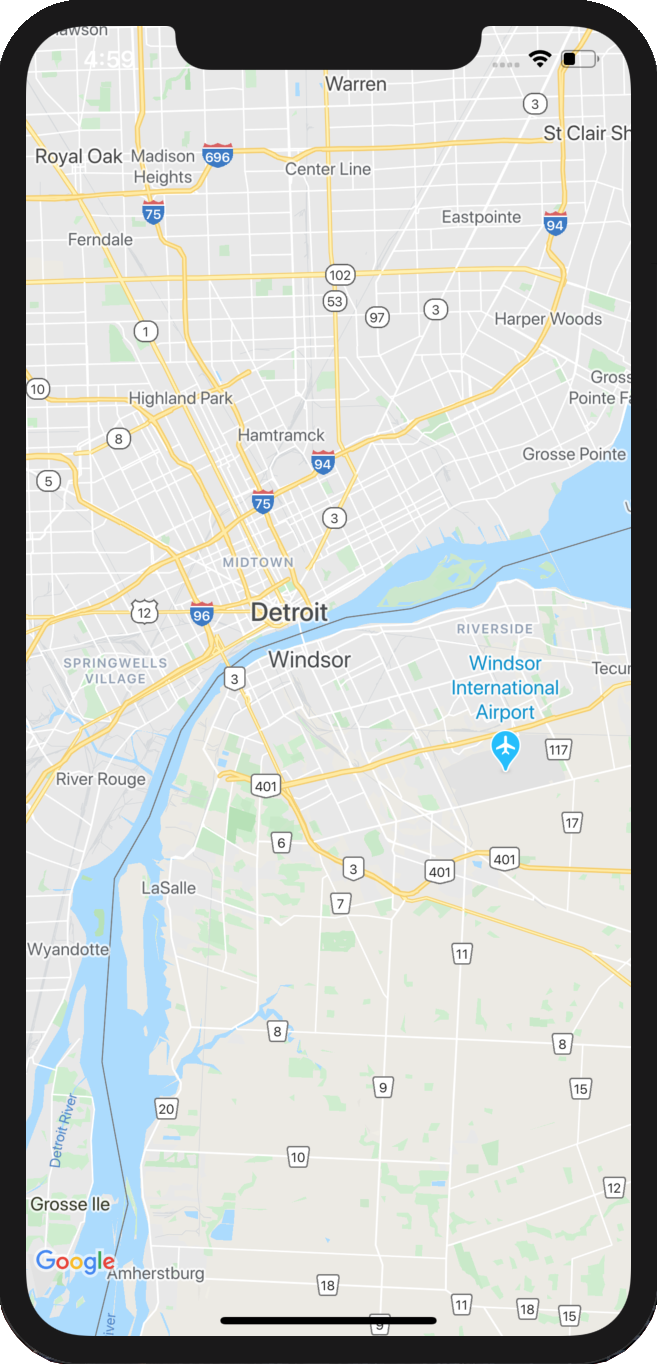 awson
4:59
Warren
3
St Clair Sh
Royal Oak
Madison
Heights
696
Center Line
75
Eastpointe
94
Ferndale
102
53
97
3
Harper Woods
1
10
Gross
Pointe Fa
Highland Park
8
Hamtramck
Grosse Pointe
94
5
75
3
MIDTOWN
12
96
Detroit
RIVERSIDE
Windsor
SPRINGWELLS
VILLAGE
3
Windsor
International
Airport
Tecur
117
River Rouge
401
17
6
3
401
401
LaSalle
7
Wyandotte
11
8
8
9
15
20
Detroit River
10
12
Grosse Ile
Google
Amherstburg
18
11
18
15
9
iver